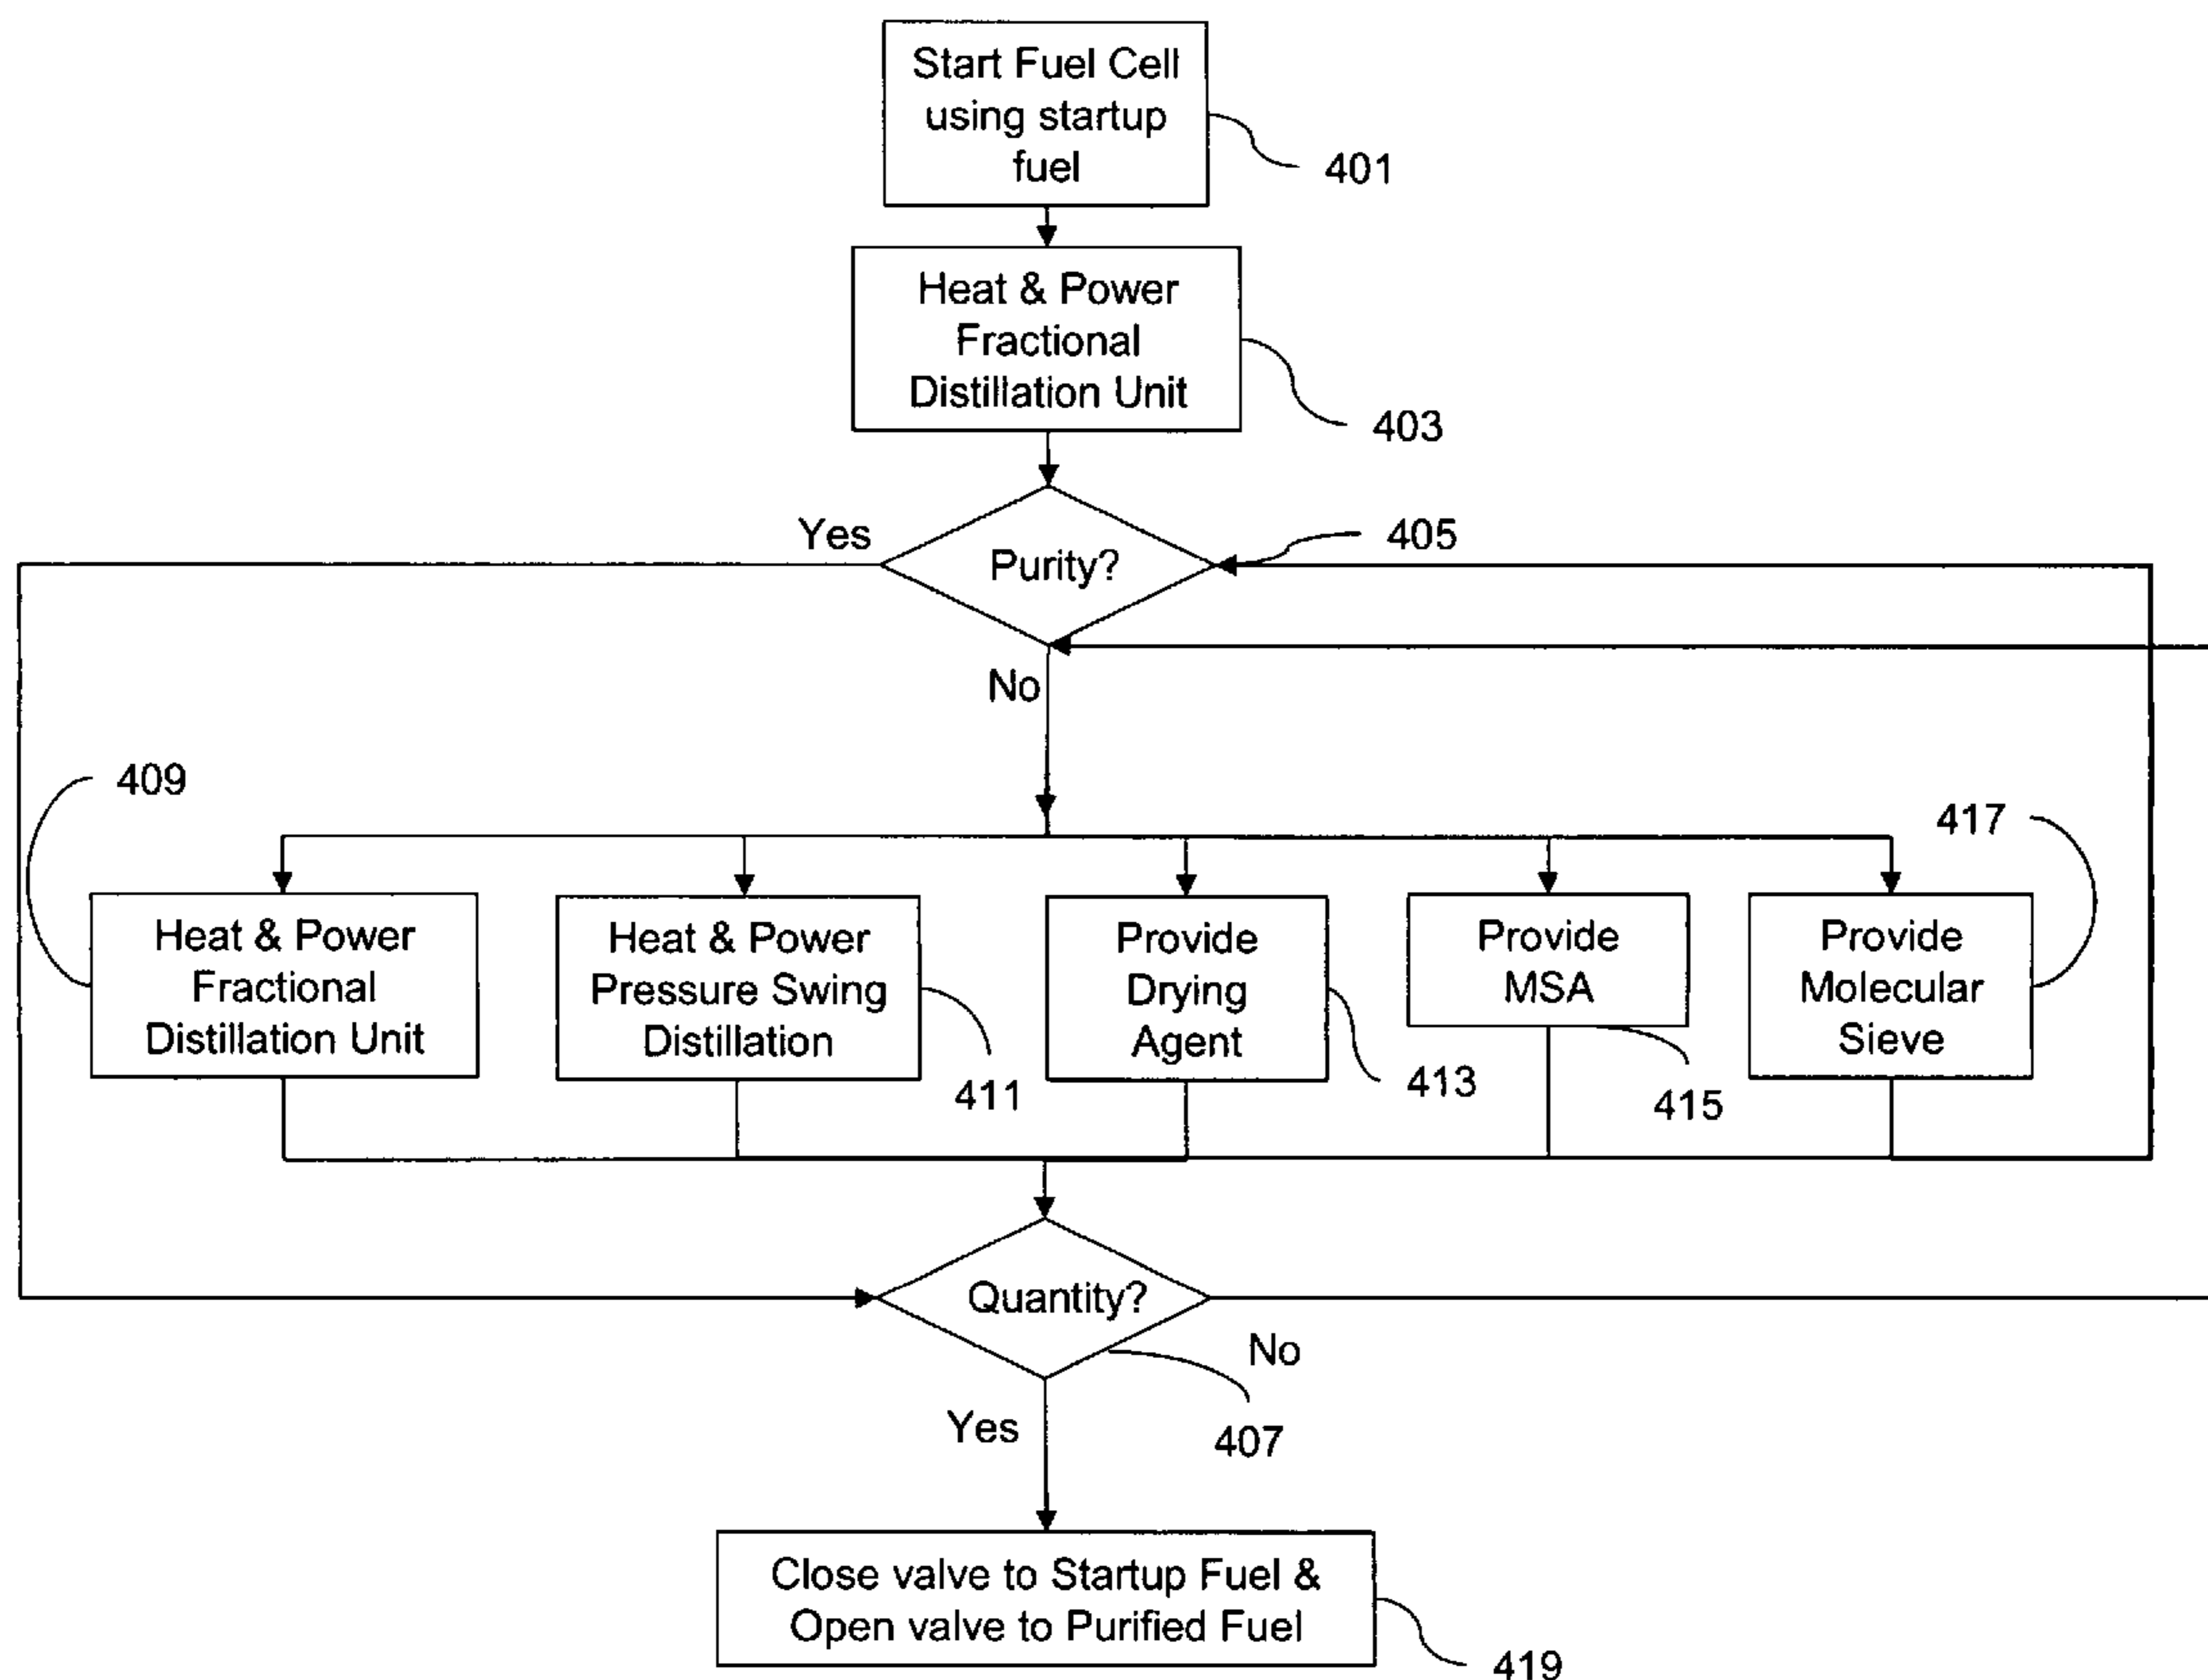 Start Fuel Cell
using startup
fuel
401
Heat & Power
Fractional
Distillation Unit
403
Yes
Purity?
405
No
409
417
Heat & Power
Fractional
Distillation Unit
Heat & Power
Pressure Swing
Distillation
411
Provide
Drying
Agent
413
Provide
MSA
415
Provide
Molecular
Sieve
Quantity?
No
Yes
407
Close valve to Startup Fuel &
Open valve to Purified Fuel
419